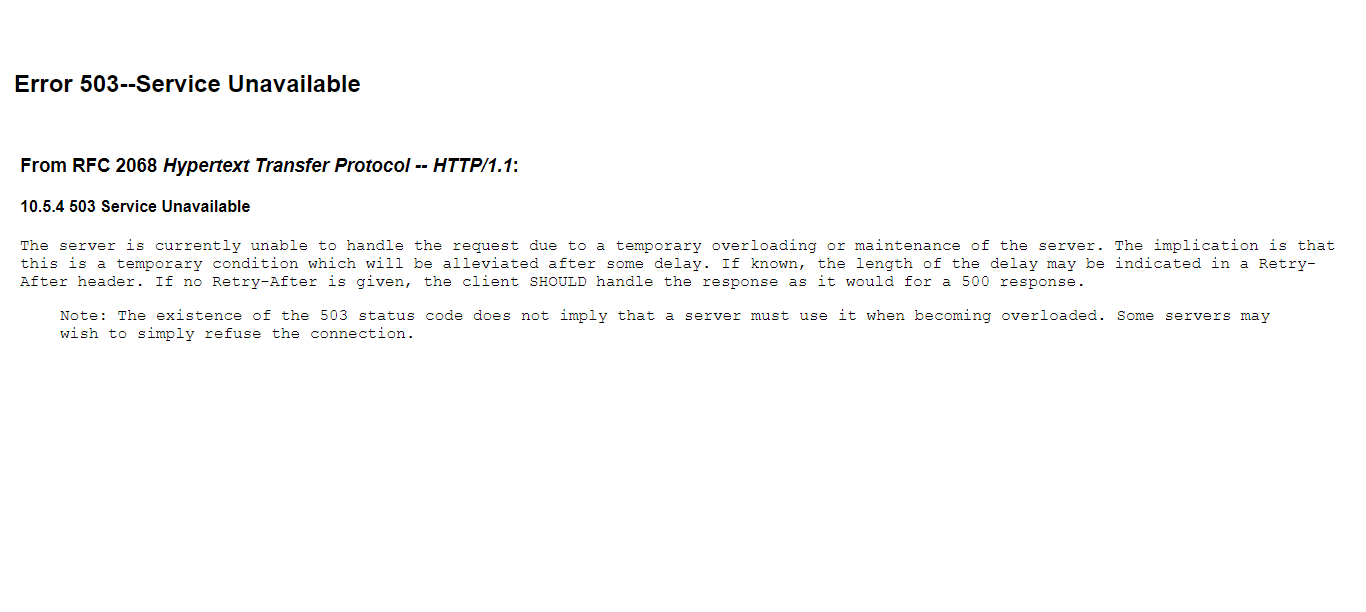 Error 503--Service Unavailable
From RFC 2068 Hypertext Transfer Protocol -- HTTP/1.1:
10.5.4 503 Service Unavailable
The server is currently unable to handle the request due to a temporary overloading or maintenance of the server. The implication is that
this is a temporary condition which will be alleviated after some delay. If known, the length of the delay may be indicated in a Retry-
After header. If no Retry-After is given, the client SHOULD handle the response as it would for a 500 response.
Note: The existence of the 503 status code does not imply that a server must use it when becoming overloaded. Some servers may
wish to simply refuse the connection.